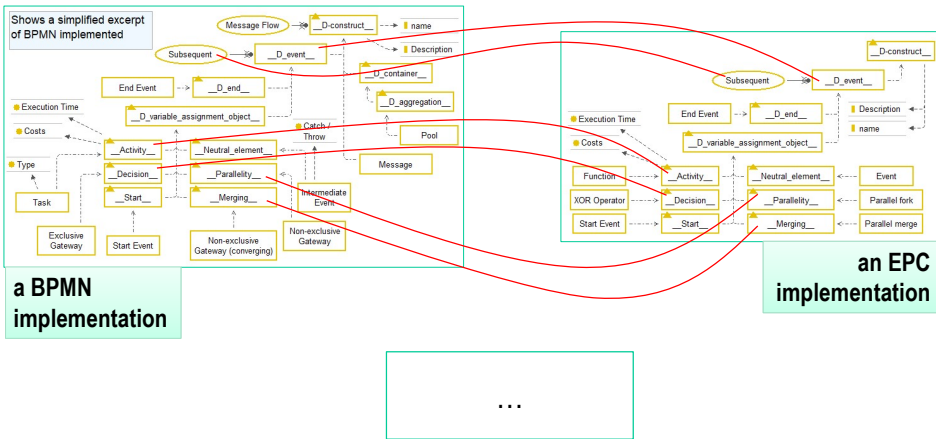 Shows a simplified excerpt
of BPMN implemented
Message Flow
__D-construct__
name
Description
Subsequent
__D_event__
__D_container__
End Event
__D_end__
__D_aggregation__
Execution Time
__D_variable_assignment_object__
Costs
Catch /
Throw
Pool
Type
__Activity__
__Neutral_element__
Message
__Decision__
__Parallelity__
Task
__Start__
__Merging__
Intermediate
Event
Exclusive
Gateway
Start Event
Non-exclusive
Gateway (converging)
Non-exclusive
Gateway
a BPMN
implementation
__D-construct__
Subsequent
__D_event__
End Event
__D_end__
Description
name
Execution Time
Costs
__D_variable_assignment_object__
Function
__Activity__
__Neutral_element__
Event
XOR Operator
__Decision__
__Parallelity__
Parallel fork
Start Event
__Start__
__Merging__
Parallel merge
an EPC
implementation
...